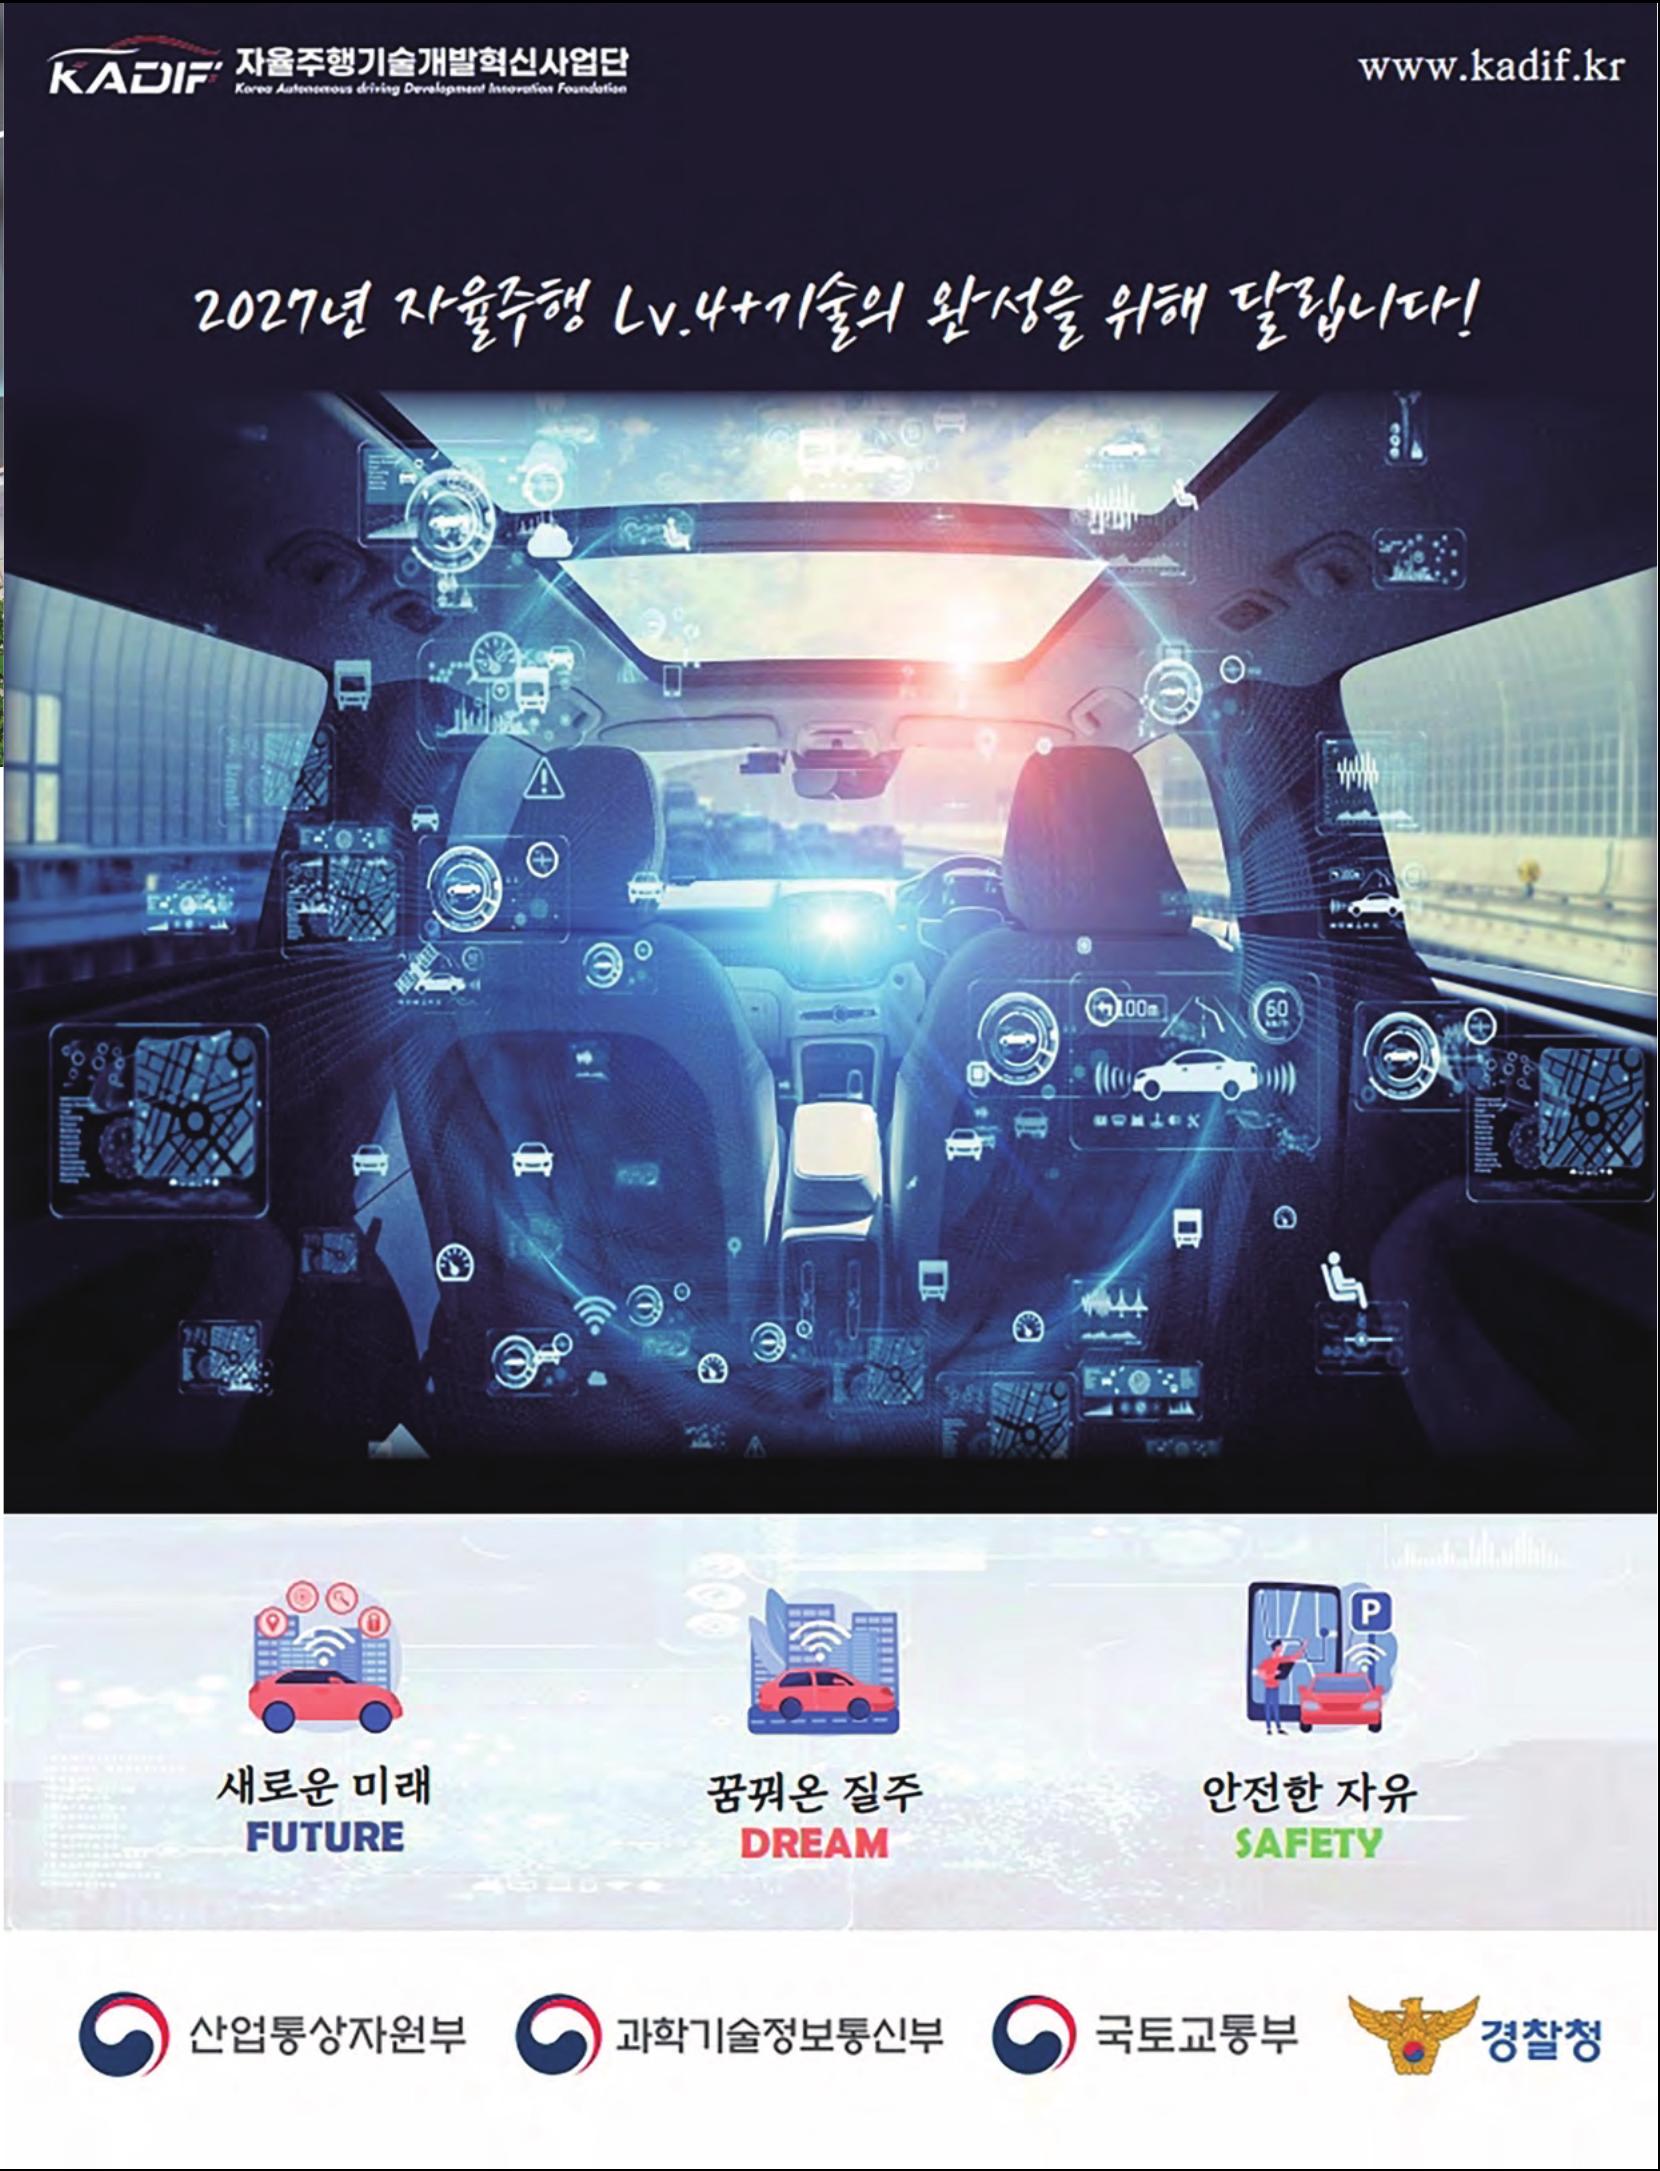 KADIF 자율주행기술개발혁신사업단
Korea Autonomous driving Development Innovation Foundation
www.kadif.kr
2027년 자율주행 Lv.4+기술의 완성을 위해 달립니다!
100m
60
km/h
P
새로운 미래
FUTURE
꿈꿔온 질주
DREAM
안전한 자유
SAFETY
산업통상자원부
과학기술정보통신부
국토교통부
경찰청